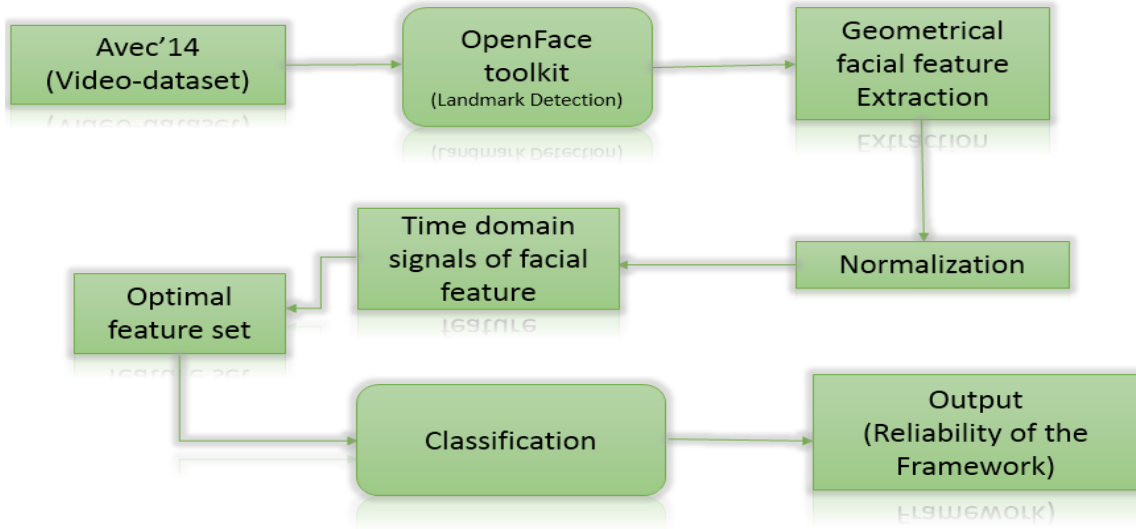 Avec’14
(Video-dataset)
OpenFace
toolkit
(Landmark Detection)
Geometrical
facial feature
Extraction
Normalization
Time domain
signals of facial
feature
Optimal
feature set
Classification
Output
(Reliability of the
Framework)